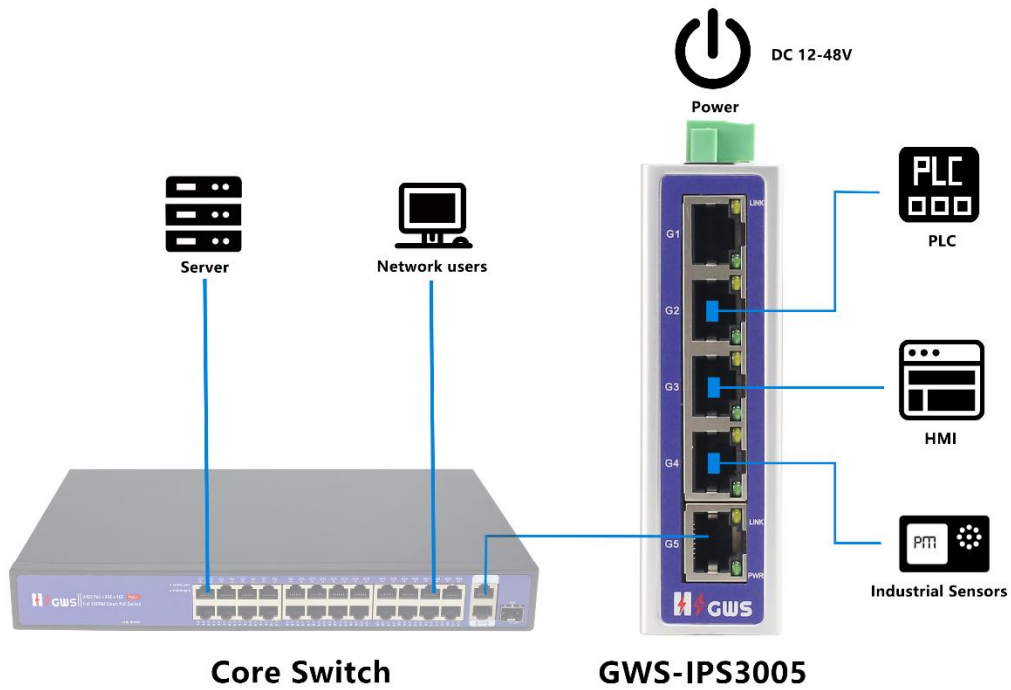 DC 12-48V
Power
PLC
PLC
Server
Network users
LINK
G1
G2
G3
HMI
G4
LINK
G5
PWR
PM
Industrial Sensors
GWS
GWS
Core Switch
GWS-IPS3005